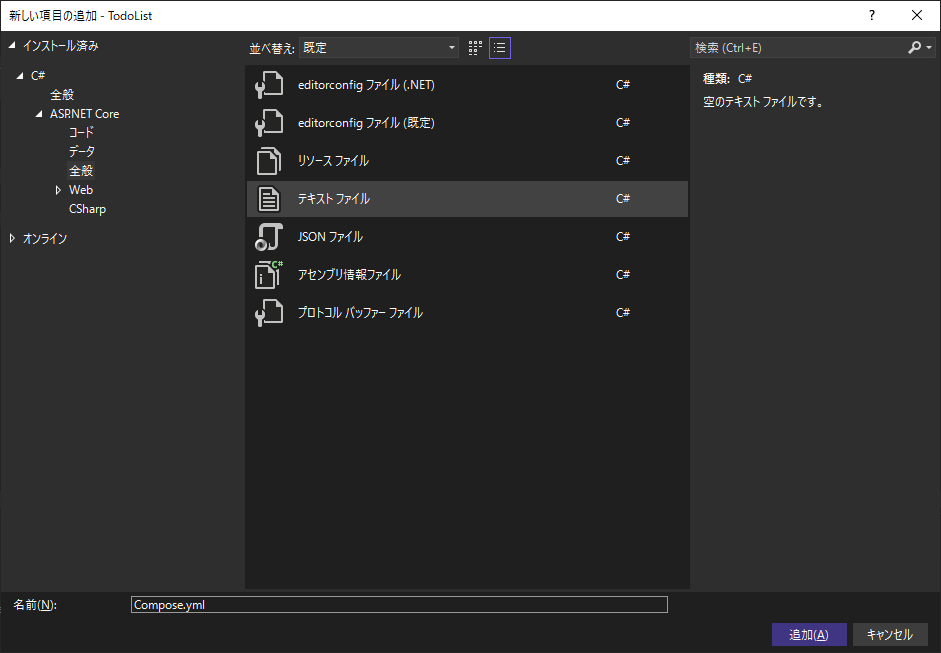 新しい項目の追加 - TodoList
?
インストール済み
並べ替え: 既定
検索 (Ctrl+E)
C#
全般
ASP.NET Core
コード
データ
全般
Web
CSharp
オンライン
editorconfig ファイル (.NET) C#
editorconfig ファイル (既定) C#
リソース ファイル C#
テキスト ファイル C#
JSON ファイル C#
アセンブリ情報ファイル C#
プロトコル バッファー ファイル C#
種類: C#
空のテキスト ファイルです。
名前(N): Compose.yml
追加(A) キャンセル